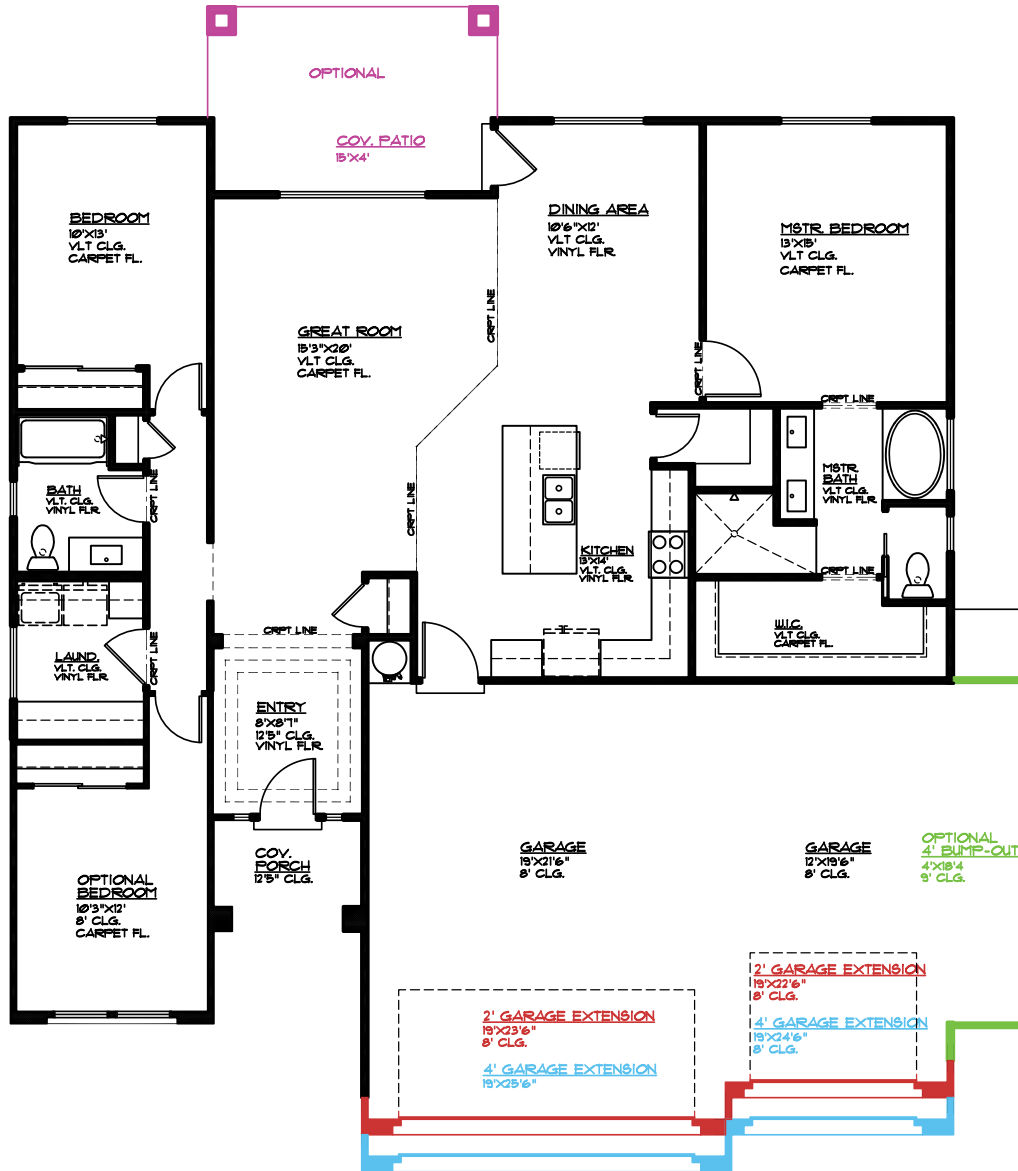 OPTIONAL
COV. PATIO
15'X4'
BEDROOM
10'X13'
VLT CLG.
CARPET FL.
DINING AREA
10'6"X12'
VLT CLG.
VINYL FLR.
MSTR. BEDROOM
13'X15'
VLT CLG.
CARPET FL.
GREAT ROOM
15'3"X20'
VLT CLG.
CARPET FL.
CRPT LINE
CRPT LINE
CRPT LINE
CRPT LINE
BATH
VLT. CLG.
VINYL FLR.
CRPT LINE
MSTR.
BATH
VLT CLG.
VINYL FLR.
KITCHEN
13'X14'
VLT. CLG.
VINYL FLR.
CRPT LINE
W.I.C.
VLT CLG.
CARPET FL.
LAUND.
VLT. CLG.
VINYL FLR.
CRPT LINE
CRPT LINE
ENTRY
8'X8'7"
12'5" CLG.
VINYL FLR.
COV.
PORCH
12'5" CLG.
GARAGE
19'X21'6"
8' CLG.
GARAGE
12'X19'6"
8' CLG.
OPTIONAL
4' BUMP-OUT
4'X18'4
9' CLG.
OPTIONAL
BEDROOM
10'3"X12'
8' CLG.
CARPET FL.
2' GARAGE EXTENSION
19'X23'6"
8' CLG.
4' GARAGE EXTENSION
19'X25'6"
2' GARAGE EXTENSION
19'X22'6"
8' CLG.
4' GARAGE EXTENSION
19'X24'6"
8' CLG.